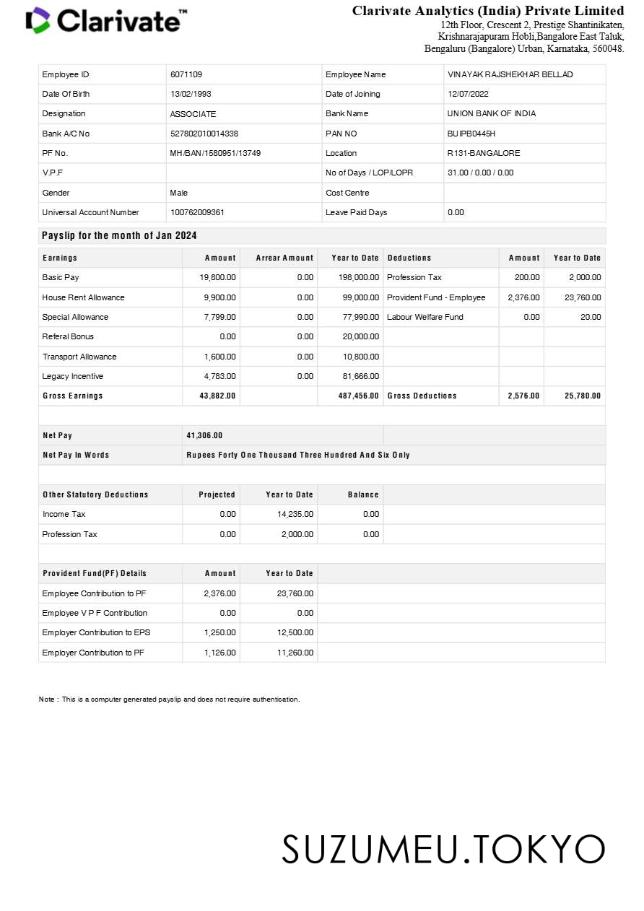 Clarivate™
Clarivate Analytics (India) Private Limited
12th Floor, Crescent 2, Prestige Shantinikaten,
Krishnarajapuram Hobli,Bangalore East Taluk,
Bengaluru (Bangalore) Urban, Karnataka, 560048.
Employee ID 6071109 Employee Name VINAYAK RAJSHEKHAR BELLAD
Date Of Birth 13/02/1993 Date of Joining 12/07/2022
Designation ASSOCIATE Bank Name UNION BANK OF INDIA
Bank A/C No 527802010014338 PAN NO BUIPB0445H
PF No. MH/BAN/1580951/13749 Location R131-BANGALORE
V.P.F No of Days / LOP/LOPR 31.00 / 0.00 / 0.00
Gender Male Cost Centre
Universal Account Number 100762009361 Leave Paid Days 0.00
Payslip for the month of Jan 2024
Earnings Amount Arrear Amount Year to Date Deductions Amount Year to Date
Basic Pay 19,800.00 0.00 198,000.00 Profession Tax 200.00 2,000.00
House Rent Allowance 9,900.00 0.00 99,000.00 Provident Fund - Employee 2,376.00 23,760.00
Special Allowance 7,799.00 0.00 77,990.00 Labour Welfare Fund 0.00 20.00
Referal Bonus 0.00 0.00 20,000.00
Transport Allowance 1,600.00 0.00 10,800.00
Legacy Incentive 4,783.00 0.00 81,666.00
Gross Earnings 43,882.00 487,456.00 Gross Deductions 2,576.00 25,780.00
Net Pay 41,306.00
Net Pay In Words Rupees Forty One Thousand Three Hundred And Six Only
Other Statutory Deductions Projected Year to Date Balance
Income Tax 0.00 14,235.00 0.00
Profession Tax 0.00 2,000.00 0.00
Provident Fund(PF) Details Amount Year to Date
Employee Contribution to PF 2,376.00 23,760.00
Employee V P F Contribution 0.00 0.00
Employer Contribution to EPS 1,250.00 12,500.00
Employer Contribution to PF 1,126.00 11,260.00
Note : This is a computer generated payslip and does not require authentication.
SUZUMEU.TOKYO